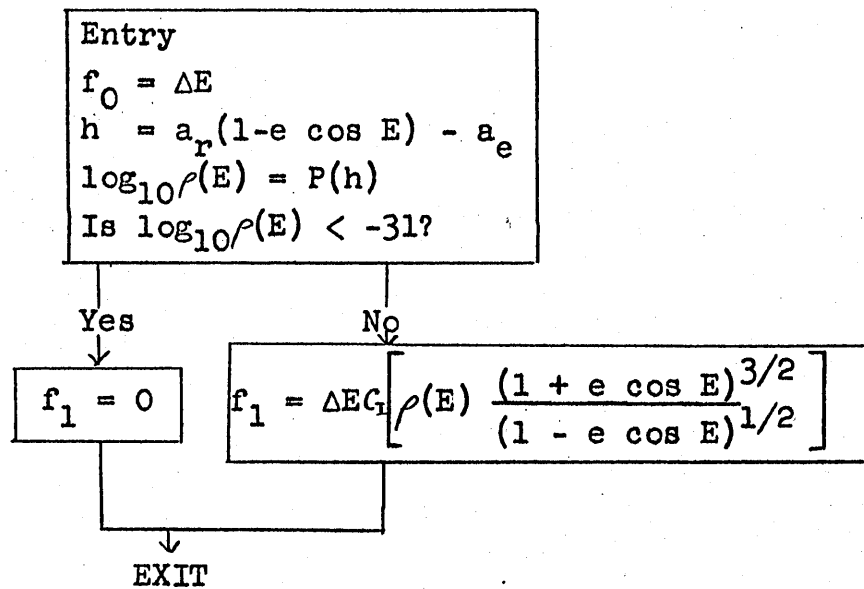 Entry
f₀ = ΔE
h = aᵣ(1-e cos E) - aₑ
log₁₀ρ(E) = P(h)
Is log₁₀ρ(E) < -31?
Yes No
f₁ = 0
f₁ = ΔEC₁[ρ(E) (1 + e cos E)^3/2 / (1 - e cos E)^1/2]
EXIT